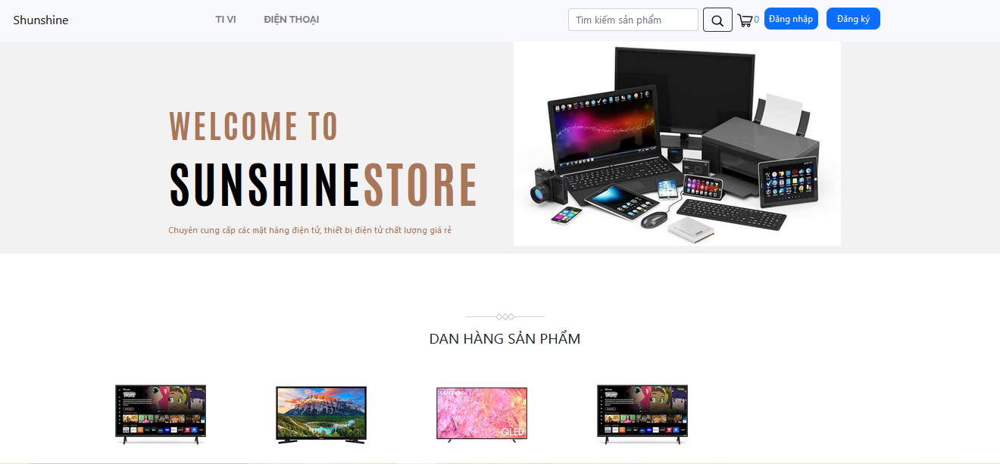 Shunshine
TI VI
ĐIỆN THOẠI
Tìm kiếm sản phẩm
0
Đăng nhập
Đăng ký
WELCOME TO
SUNSHINESTORE
Chuyên cung cấp các mặt hàng điện tử, thiết bị điện tử chất lượng giá rẻ
DAN HÀNG SẢN PHẨM
SAMSUNG
QLED